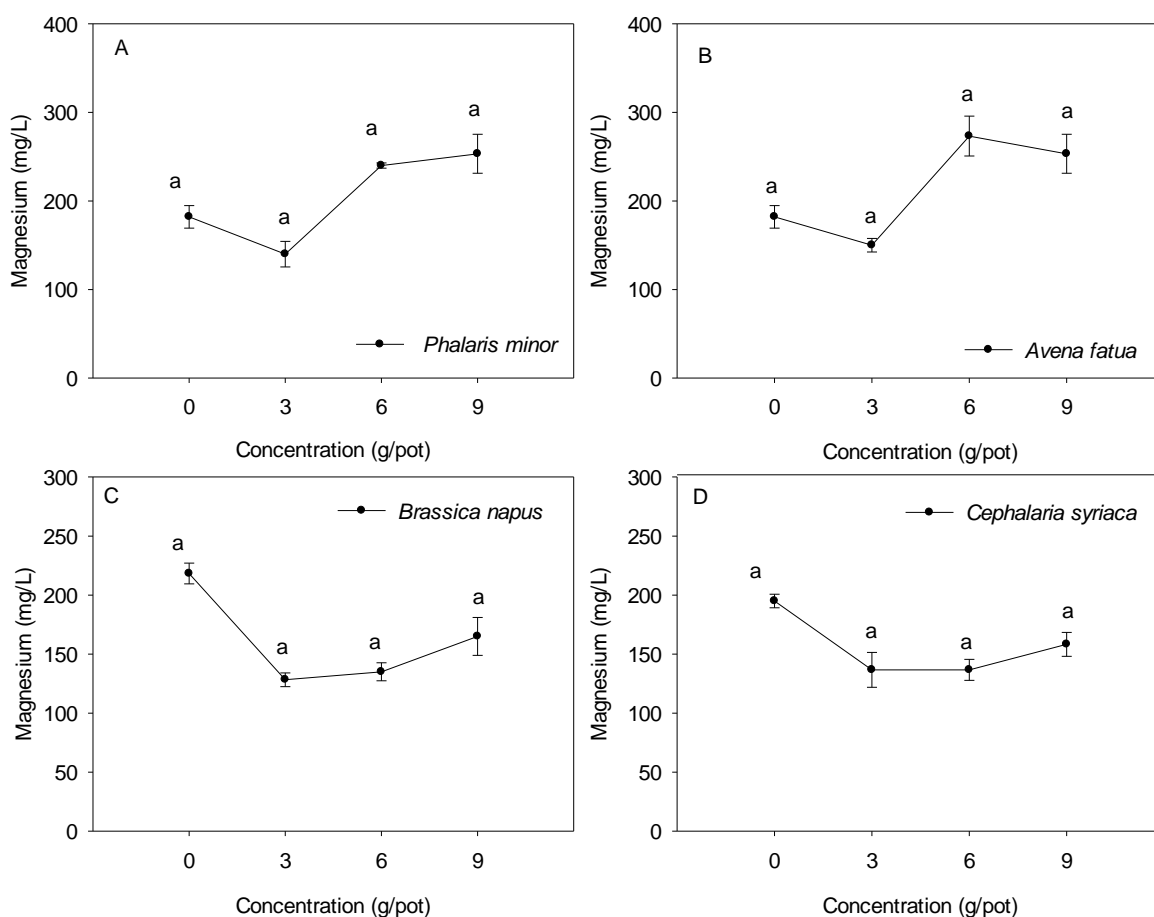 A
400
300
200
100
0
Magnesium (mg/L)
a
a
a
a
Phalaris minor
0 3 6 9
Concentration (g/pot)
B
400
300
200
100
0
Magnesium (mg/L)
a
a
a
a
Avena fatua
0 3 6 9
Concentration (g/pot)
C
300
250
200
150
100
50
0
Magnesium (mg/L)
Brassica napus
a
a
a
a
0 3 6 9
Concentration (g/pot)
D
300
250
200
150
100
50
0
Magnesium (mg/L)
Cephalaria syriaca
a
a
a
a
0 3 6 9
Concentration (g/pot)